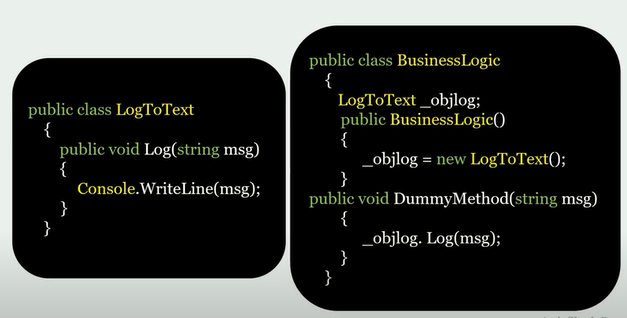 public class LogToText
{
public void Log(string msg)
{
Console.WriteLine(msg);
}
}
public class BusinessLogic
{
LogToText _objlog;
public BusinessLogic()
{
_objlog = new LogToText();
}
public void DummyMethod(string msg)
{
_objlog. Log(msg);
}
}